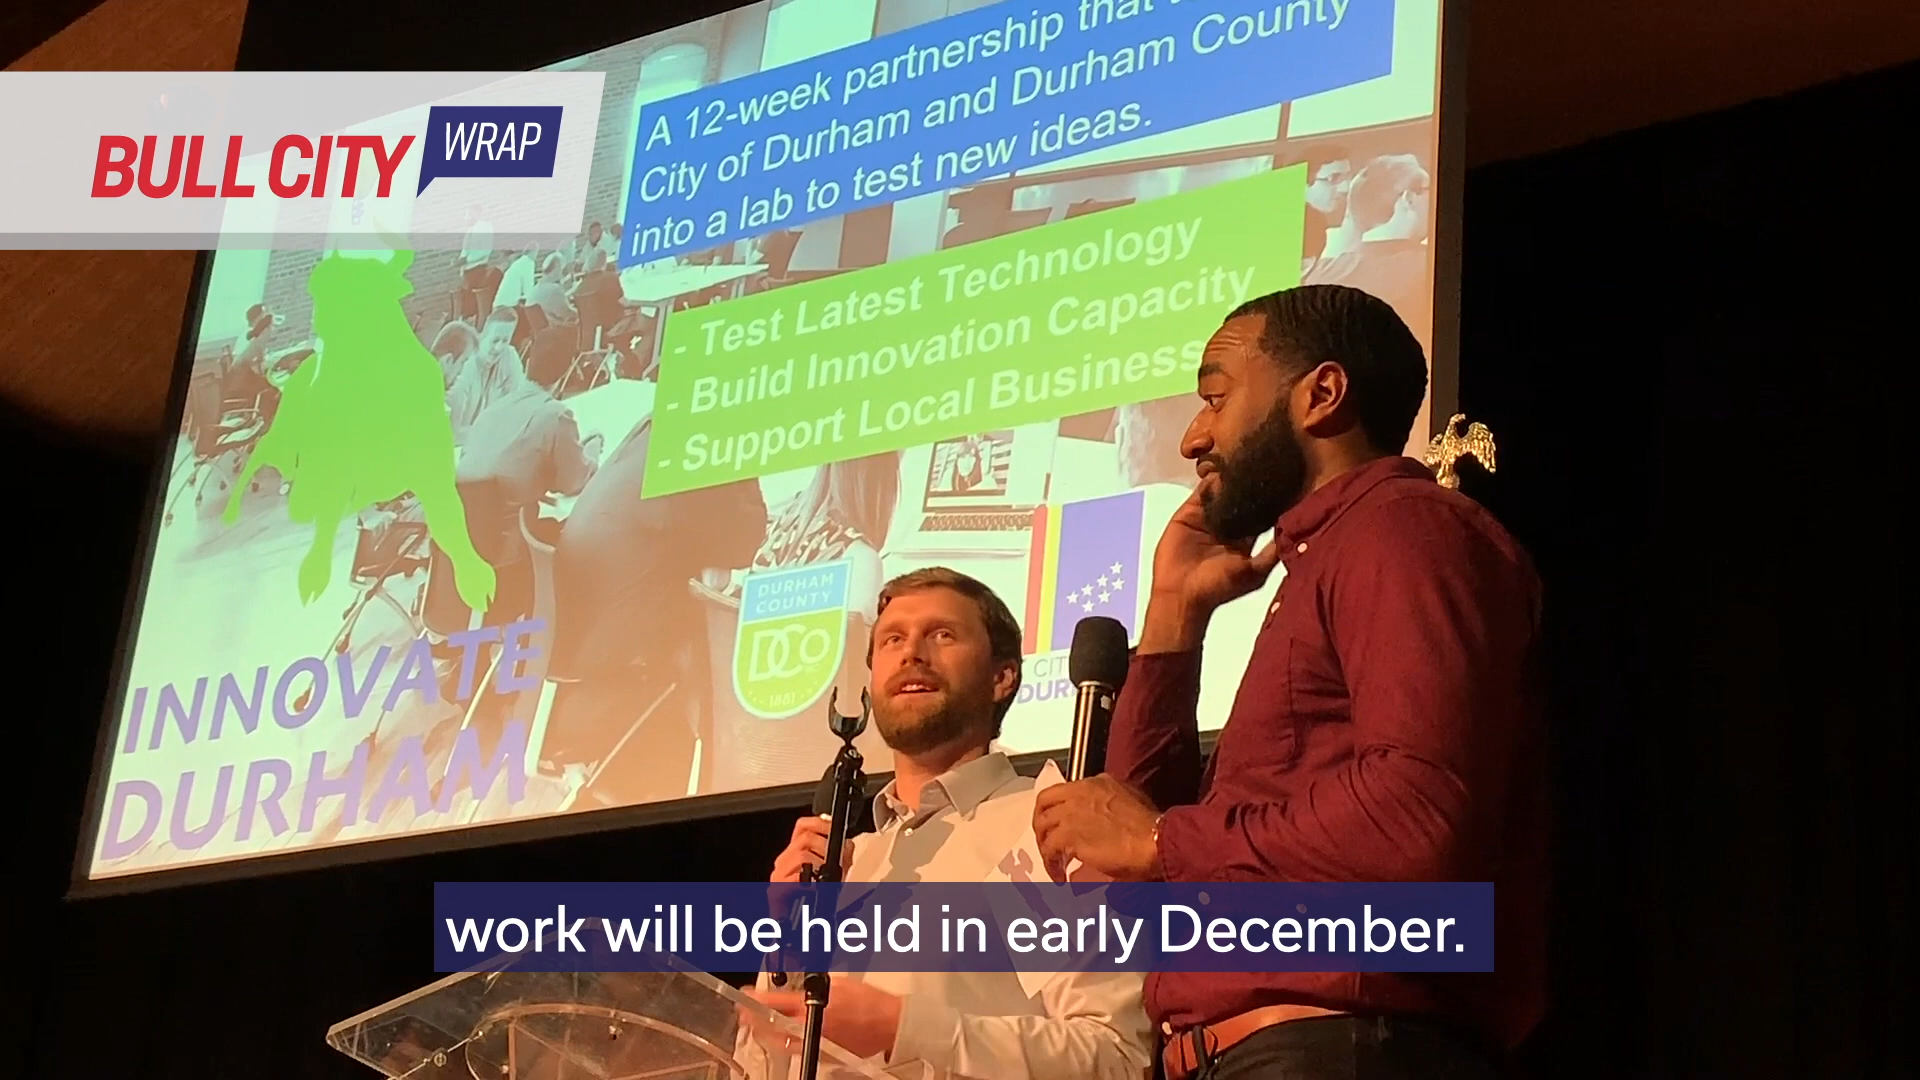 BULL CITY WRAP
A 12-week partnership that
City of Durham and Durham County
into a lab to test new ideas.
- Test Latest Technology
- Build Innovation Capacity
- Support Local Business
DURHAM
COUNTY
DCo
1881
INNOVATE
DURHAM
work will be held in early December.